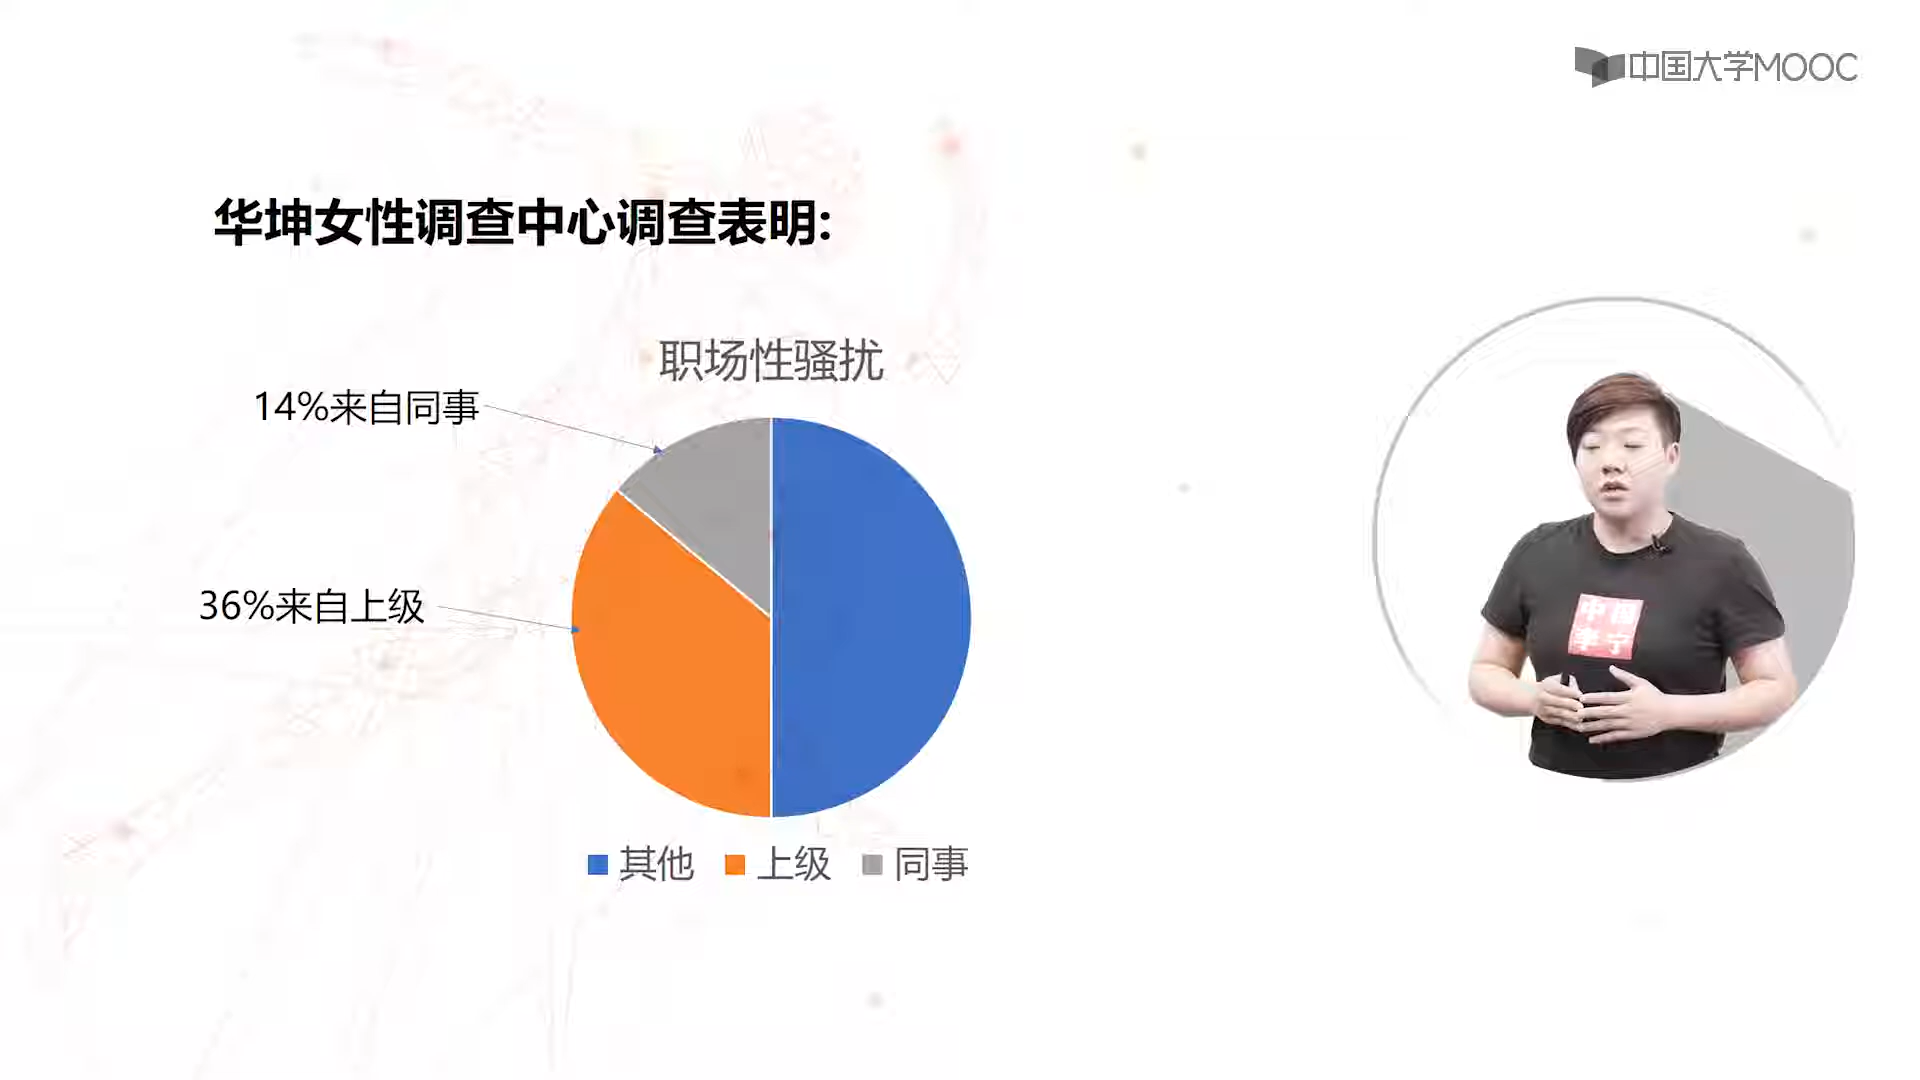 中国大学MOOC
华坤女性调查中心调查表明:
职场性骚扰
14%来自同事
36%来自上级
其他 上级 同事
中国
李宁